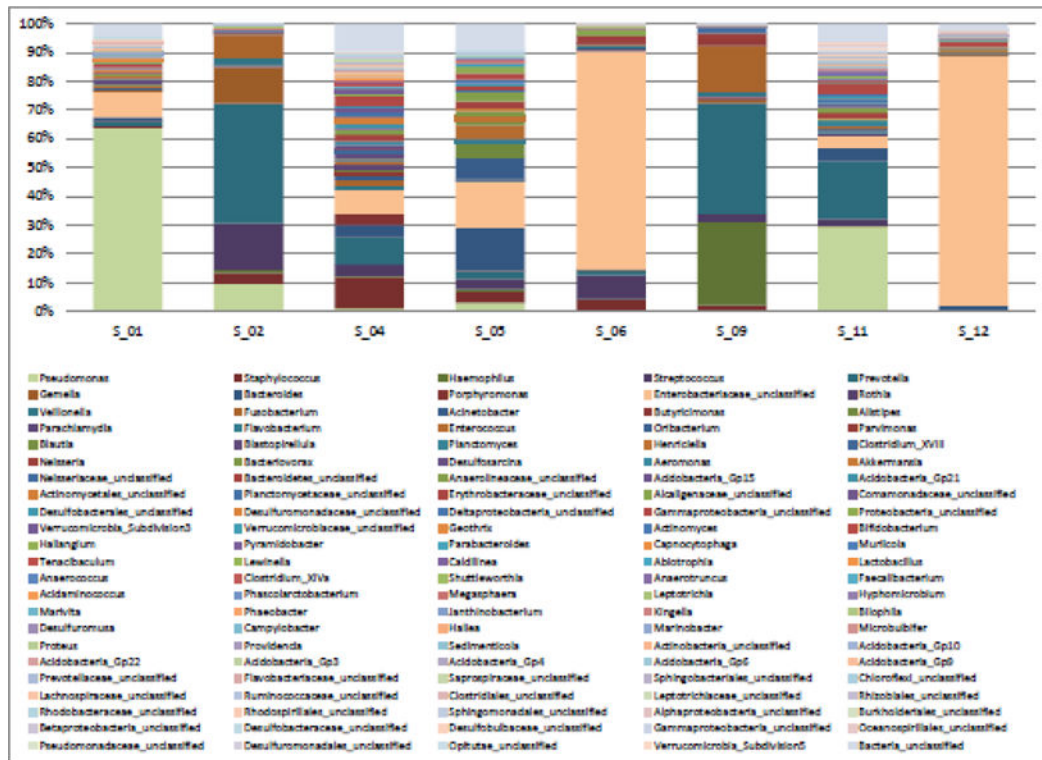 100%
90%
80%
70%
60%
50%
40%
30%
20%
10%
0%
S_01 S_02 S_04 S_05 S_06 S_09 S_11 S_12
Pseudomonas Staphylococcus Haemophilus Streptococcus Prevotella
Gemella Bacteroides Porphyromonas Enterobacteriaceae_unclassified Rothia
Veillonella Fusobacterium Acinetobacter Butyricimonas Alistipes
Parachlamydia Flavobacterium Enterococcus Oribacterium Parvimonas
Blautia Blastopirellula Planctomyces Henriciella Clostridium_XVIII
Neisseria Bacteriovorax Desulfosarcina Aeromonas Akkermansia
Neisseriaceae_unclassified Bacteroidetes_unclassified Anaerolineaceae_unclassified Acidobacteria_Gp15 Acidobacteria_Gp21
Actinomycetales_unclassified Planctomycetaceae_unclassified Erythrobacteraceae_unclassified Alcaligenaceae_unclassified Comamonadaceae_unclassified
Desulfobacterales_unclassified Desulfuromonadaceae_unclassified Deltaproteobacteria_unclassified Gammaproteobacteria_unclassified Proteobacteria_unclassified
Verrucomicrobia_Subdivision3 Verrucomicrobiaceae_unclassified Geothrix Actinomyces Bifidobacterium
Haliangium Pyramidobacter Parabacteroides Capnocytophaga Muriicola
Tenacibaculum Lewinella Caldilinea Abiotrophia Lactobacillus
Anaerococcus Clostridium_XIVa Shuttleworthia Anaerotruncus Faecalibacterium
Acidaminococcus Phascolarctobacterium Megasphaera Leptotrichia Hyphomicrobium
Marivita Phaeobacter Janthinobacterium Kingella Bilophila
Desulfuromusa Campylobacter Haliea Marinobacter Microbulbifer
Proteus Providencia Sedimenticola Actinobacteria_unclassified Acidobacteria_Gp10
Acidobacteria_Gp22 Acidobacteria_Gp3 Acidobacteria_Gp4 Acidobacteria_Gp6 Acidobacteria_Gp9
Prevotellaceae_unclassified Flavobacteriaceae_unclassified Saprospiraceae_unclassified Sphingobacteriales_unclassified Chloroflexi_unclassified
Lachnospiraceae_unclassified Ruminococcaceae_unclassified Clostridiales_unclassified Leptotrichiaceae_unclassified Rhizobiales_unclassified
Rhodobacteraceae_unclassified Rhodospirillales_unclassified Sphingomonadales_unclassified Alphaproteobacteria_unclassified Burkholderiales_unclassified
Betaproteobacteria_unclassified Desulfobacteraceae_unclassified Desulfobulbaceae_unclassified Gammaproteobacteria_unclassified Oceanospirillales_unclassified
Pseudomonadaceae_unclassified Desulfuromonadales_unclassified Opitutae_unclassified Verrucomicrobia_Subdivision5 Bacteria_unclassified